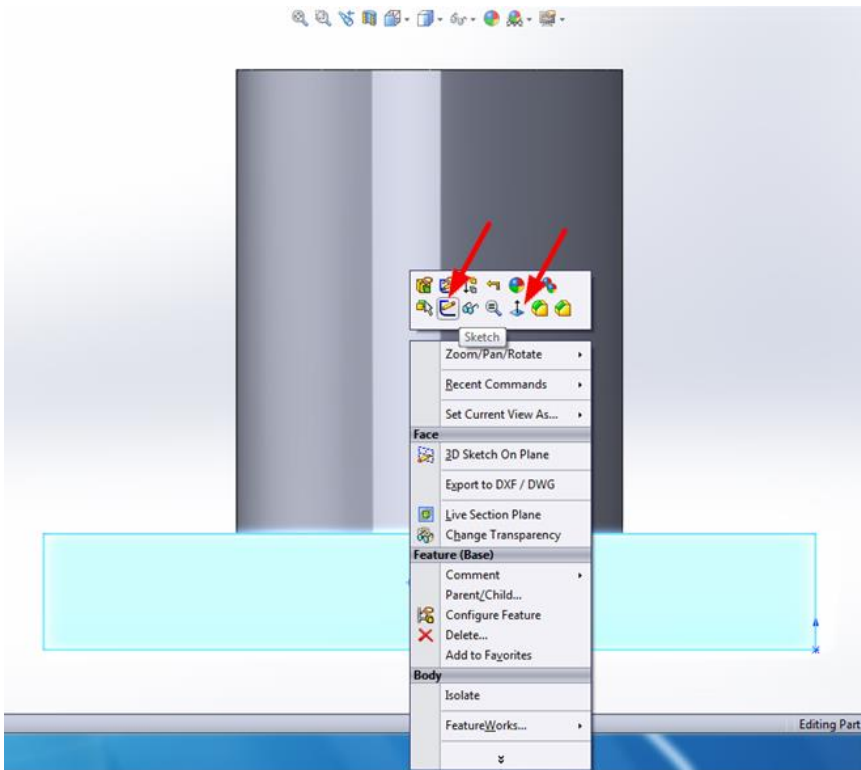 Sketch
Zoom/Pan/Rotate
Recent Commands
Set Current View As...
Face
3D Sketch On Plane
Export to DXF / DWG
Live Section Plane
Change Transparency
Feature (Base)
Comment
Parent/Child...
Configure Feature
Delete...
Add to Favorites
Body
Isolate
FeatureWorks...
Editing Part